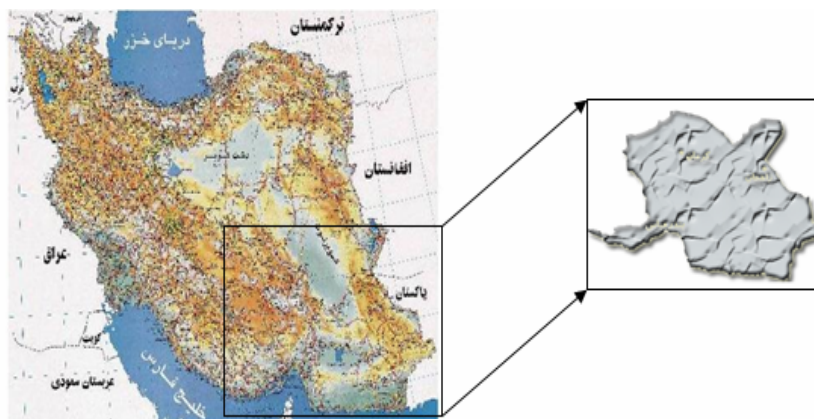 ترکمنستان
دریای خزر
دشت کویر
افغانستان
عراق
پاکستان
کویت
عربستان سعودی
خلیج فارس